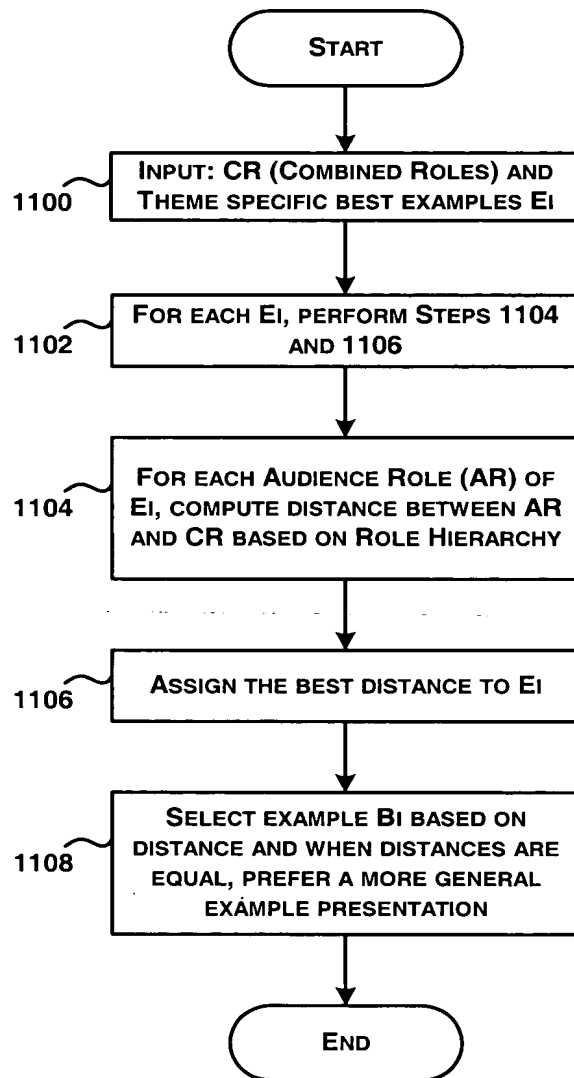 START
INPUT: CR (COMBINED ROLES) AND
THEME SPECIFIC BEST EXAMPLES EI
1100
FOR EACH EI, PERFORM STEPS 1104
AND 1106
1102
FOR EACH AUDIENCE ROLE (AR) OF
EI, COMPUTE DISTANCE BETWEEN AR
AND CR BASED ON ROLE HIERARCHY
1104
ASSIGN THE BEST DISTANCE TO EI
1106
SELECT EXAMPLE BI BASED ON
DISTANCE AND WHEN DISTANCES ARE
EQUAL, PREFER A MORE GENERAL
EXAMPLE PRESENTATION
1108
END